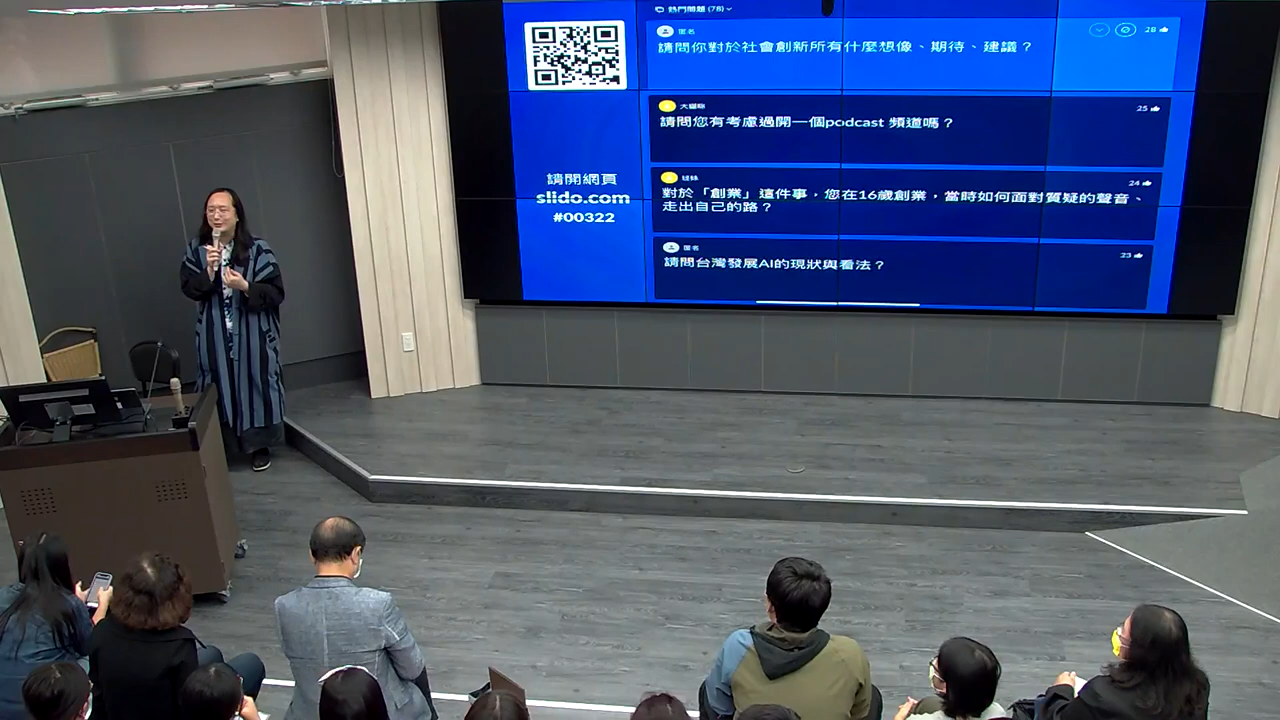 熱門問題 (78)
匿名
28
請問你對於社會創新所有什麼想像、期待、建議？
大貓咪
25
請問您有考慮過開一個podcast 頻道嗎？
24
對於「創業」這件事，您在16歲創業，當時如何面對質疑的聲音、
走出自己的路？
匿名
23
請問台灣發展AI的現狀與看法？
請開網頁
slido.com
#00322